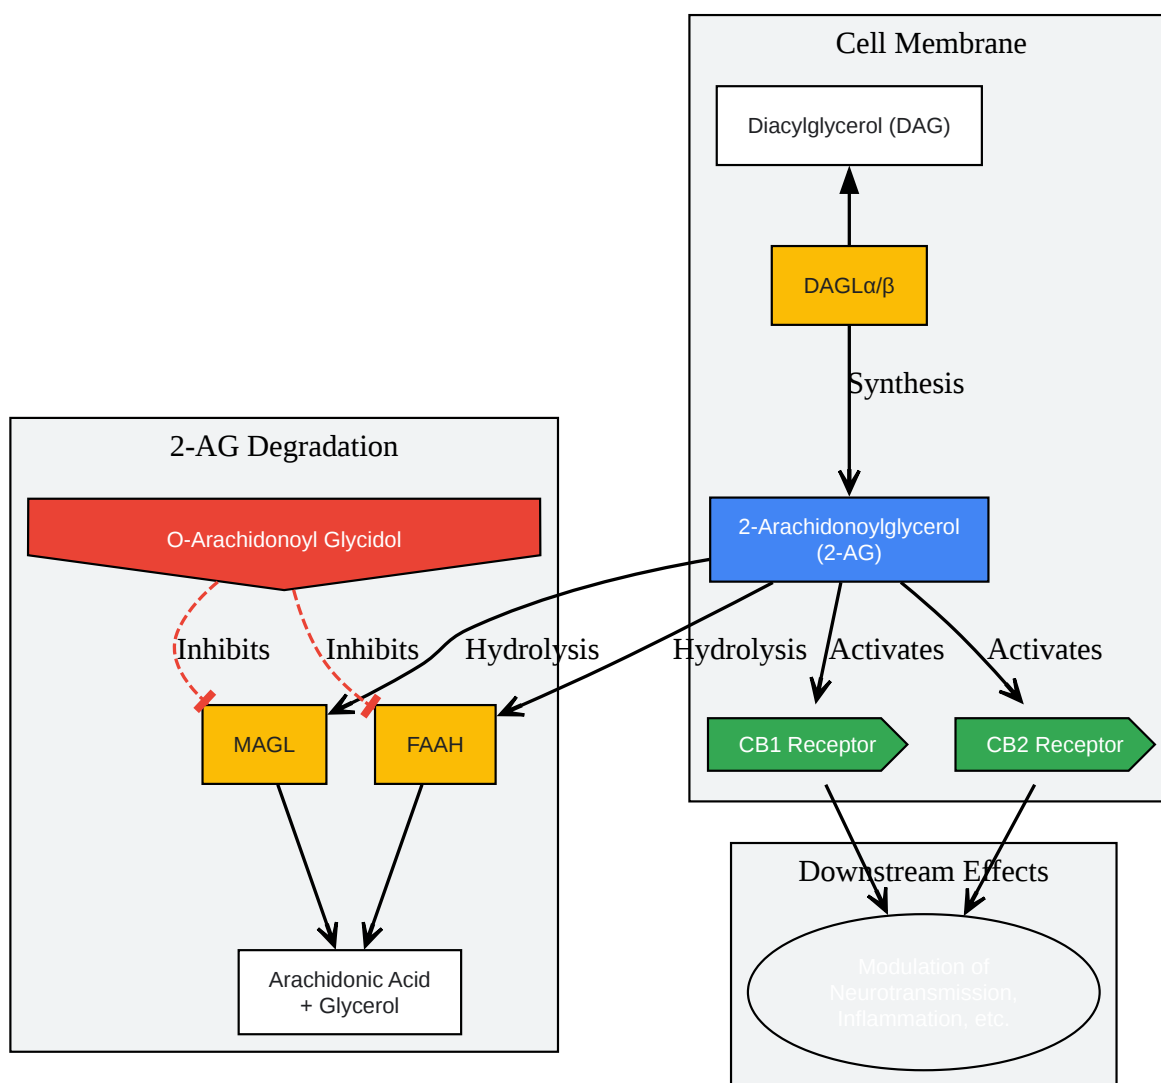 Cell Membrane
Diacylglycerol (DAG)
DAGLα/β
Synthesis
2-AG Degradation
O-Arachidonoyl Glycidol
2-Arachidonoylglycerol
(2-AG)
Inhibits
Inhibits
Hydrolysis
Hydrolysis
Activates
Activates
MAGL
FAAH
CB1 Receptor
CB2 Receptor
Downstream Effects
Arachidonic Acid
+ Glycerol
Modulation of
Neurotransmission,
Inflammation, etc.